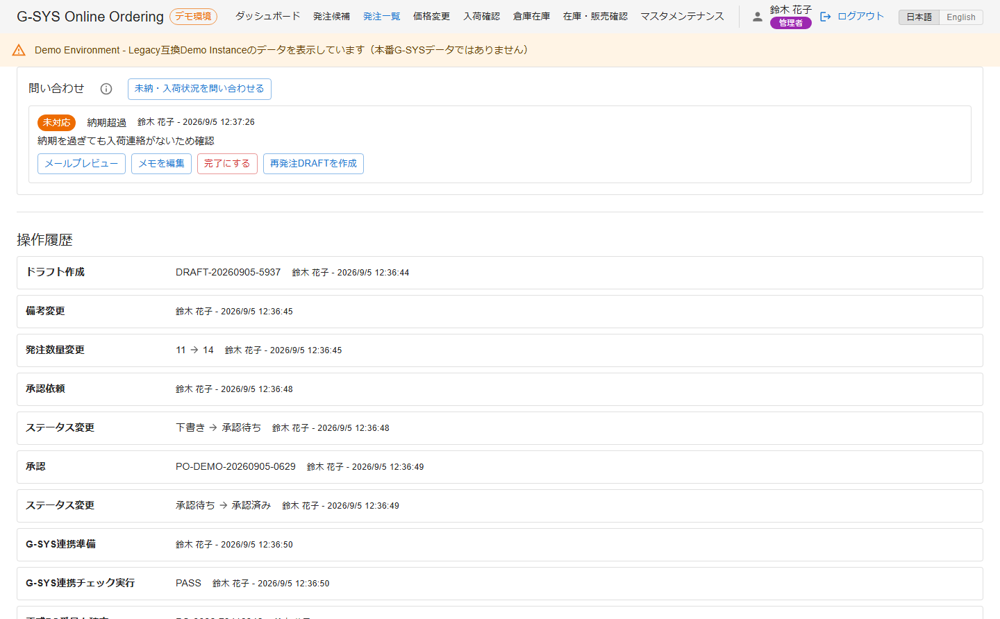 G-SYS Online Ordering デモ環境 ダッシュボード 発注候補 発注一覧 価格変更 入荷確認 倉庫在庫 在庫・販売確認 マスタメンテナンス 鈴木 花子 管理者 ログアウト 日本語 English
Demo Environment - Legacy互換Demo Instanceのデータを表示しています（本番G-SYSデータではありません）
問い合わせ 未納・入荷状況を問い合わせる
未対応 納期超過 鈴木 花子 - 2026/9/5 12:37:26
納期を過ぎても入荷連絡がないため確認
メールプレビュー メモを編集 完了にする 再発注DRAFTを作成
操作履歴
ドラフト作成 DRAFT-20260905-5937 鈴木 花子 - 2026/9/5 12:36:44
備考変更 鈴木 花子 - 2026/9/5 12:36:45
発注数量変更 11 → 14 鈴木 花子 - 2026/9/5 12:36:45
承認依頼 鈴木 花子 - 2026/9/5 12:36:48
ステータス変更 下書き → 承認待ち 鈴木 花子 - 2026/9/5 12:36:48
承認 PO-DEMO-20260905-0629 鈴木 花子 - 2026/9/5 12:36:49
ステータス変更 承認待ち → 承認済み 鈴木 花子 - 2026/9/5 12:36:49
G-SYS連携準備 鈴木 花子 - 2026/9/5 12:36:50
G-SYS連携チェック実行 PASS 鈴木 花子 - 2026/9/5 12:36:50